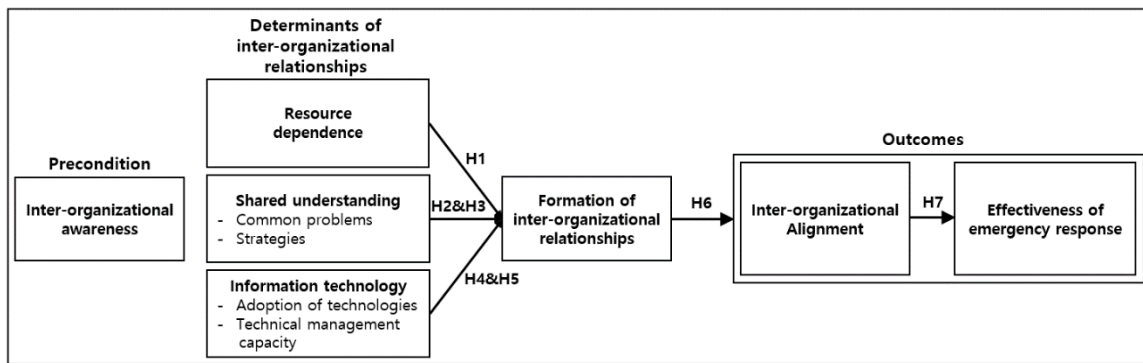 Precondition
Inter-organizational
awareness
Determinants of
inter-organizational
relationships
Resource
dependence
Shared understanding
- Common problems
- Strategies
Information technology
- Adoption of technologies
- Technical management
capacity
H1
H2&H3
H4&H5
Formation of
inter-organizational
relationships
H6
Outcomes
Inter-organizational
Alignment
H7
Effectiveness of
emergency response